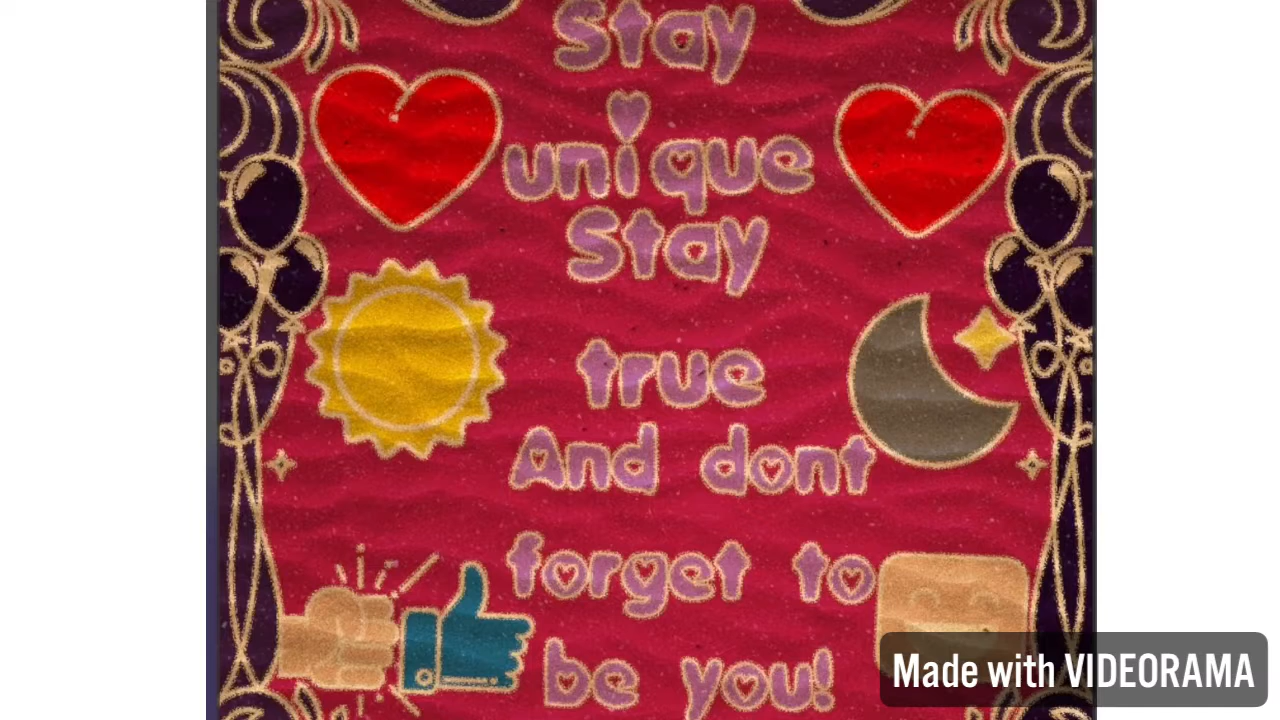 Stay
unique
Stay
true
And dont
forget to
be you!
Made with VIDEORAMA